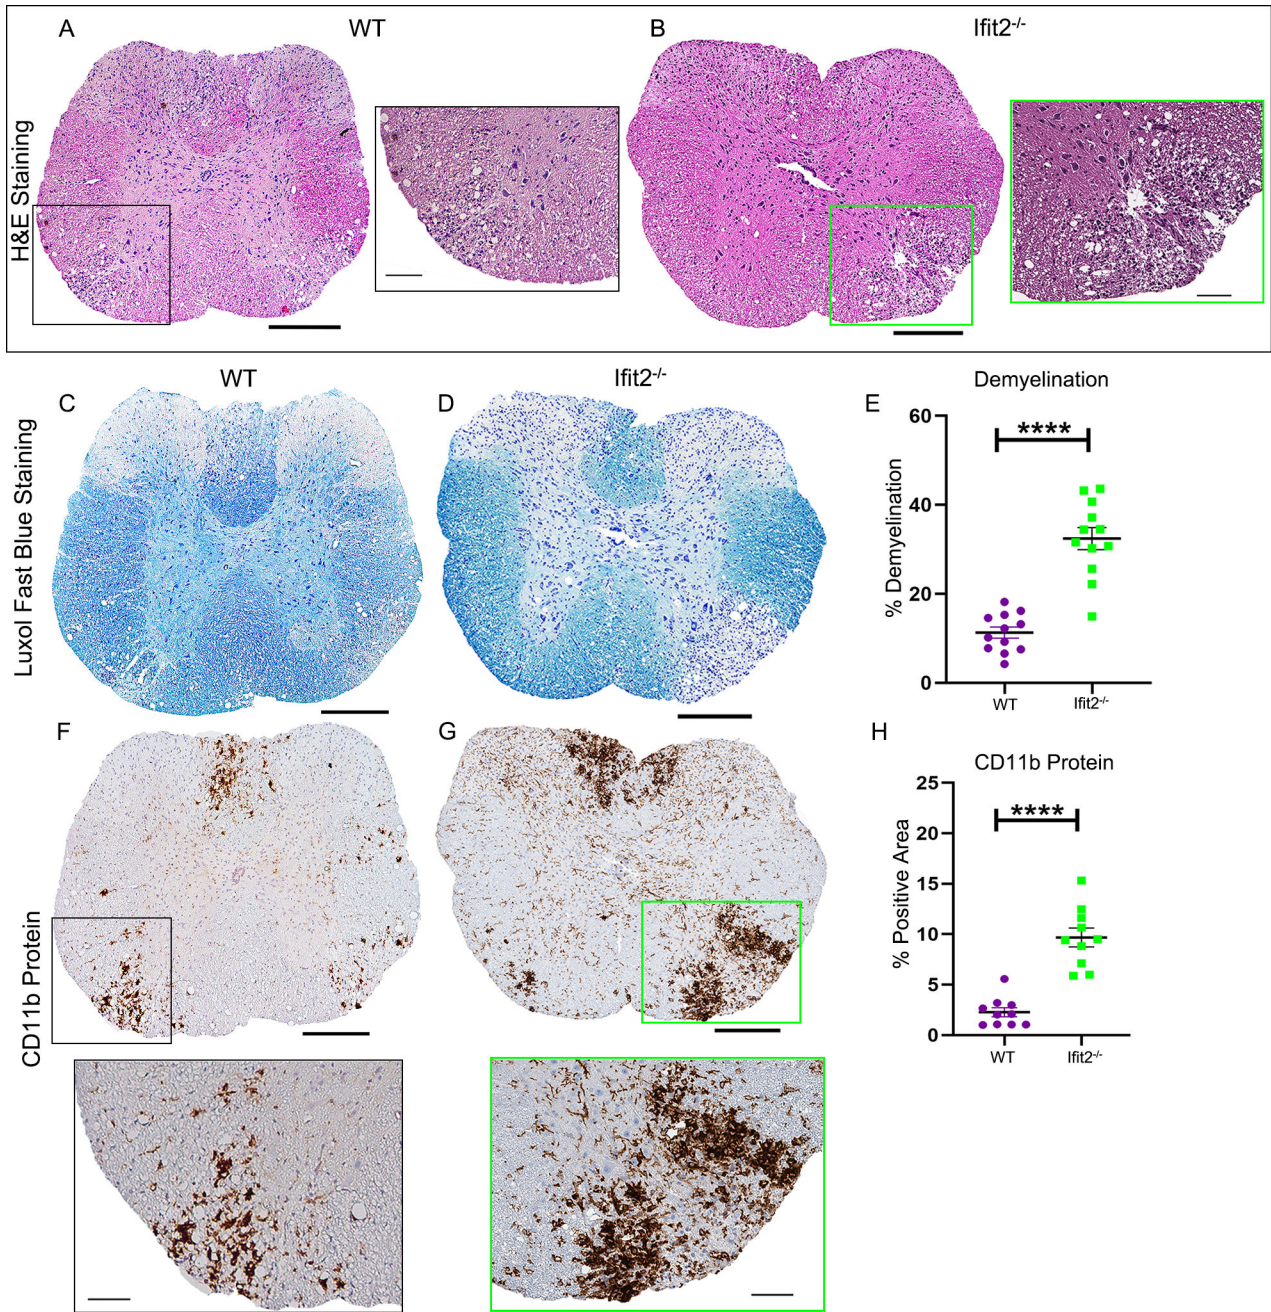 A
WT
B
Ifit2-/-
H&E Staining
WT
Ifit2-/-
C
D
Luxol Fast Blue Staining
E
Demyelination
****
% Demyelination
60
40
20
0
WT
Ifit2-/-
F
G
CD11b Protein
H
CD11b Protein
****
% Positive Area
25
20
15
10
5
0
WT
Ifit2-/-